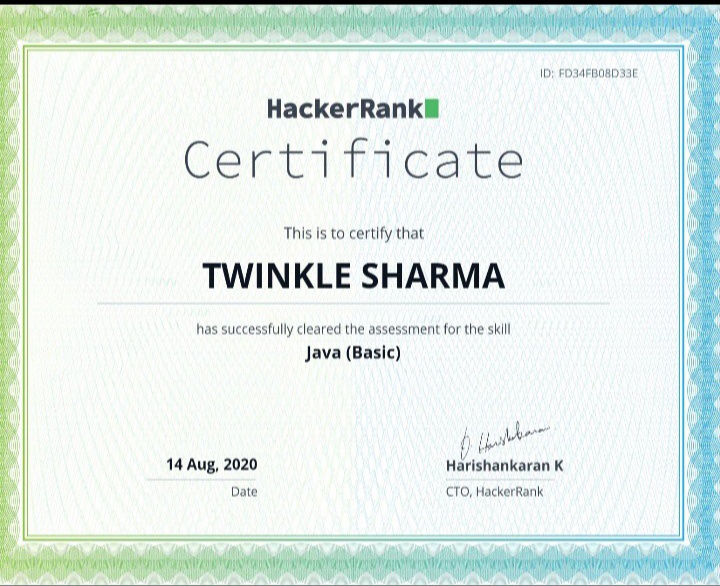 ID: FD34FB08D33E
HackerRank
Certificate
This is to certify that
TWINKLE SHARMA
has successfully cleared the assessment for the skill
Java (Basic)
14 Aug, 2020
Date
Harishankaran K
CTO, HackerRank